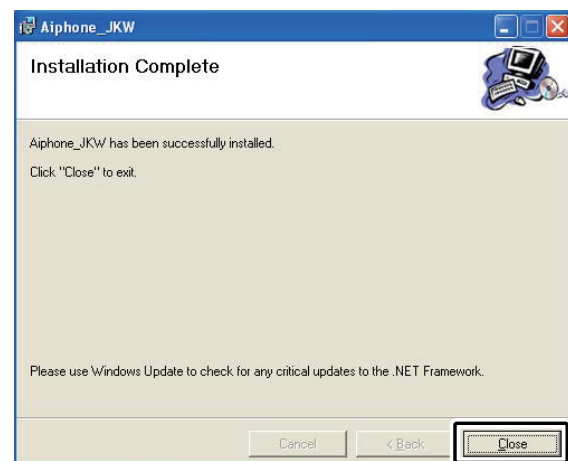 Aiphone_JKW
Installation Complete
Aiphone_JKW has been successfully installed.
Click "Close" to exit.
Please use Windows Update to check for any critical updates to the .NET Framework.
Cancel < Back Close